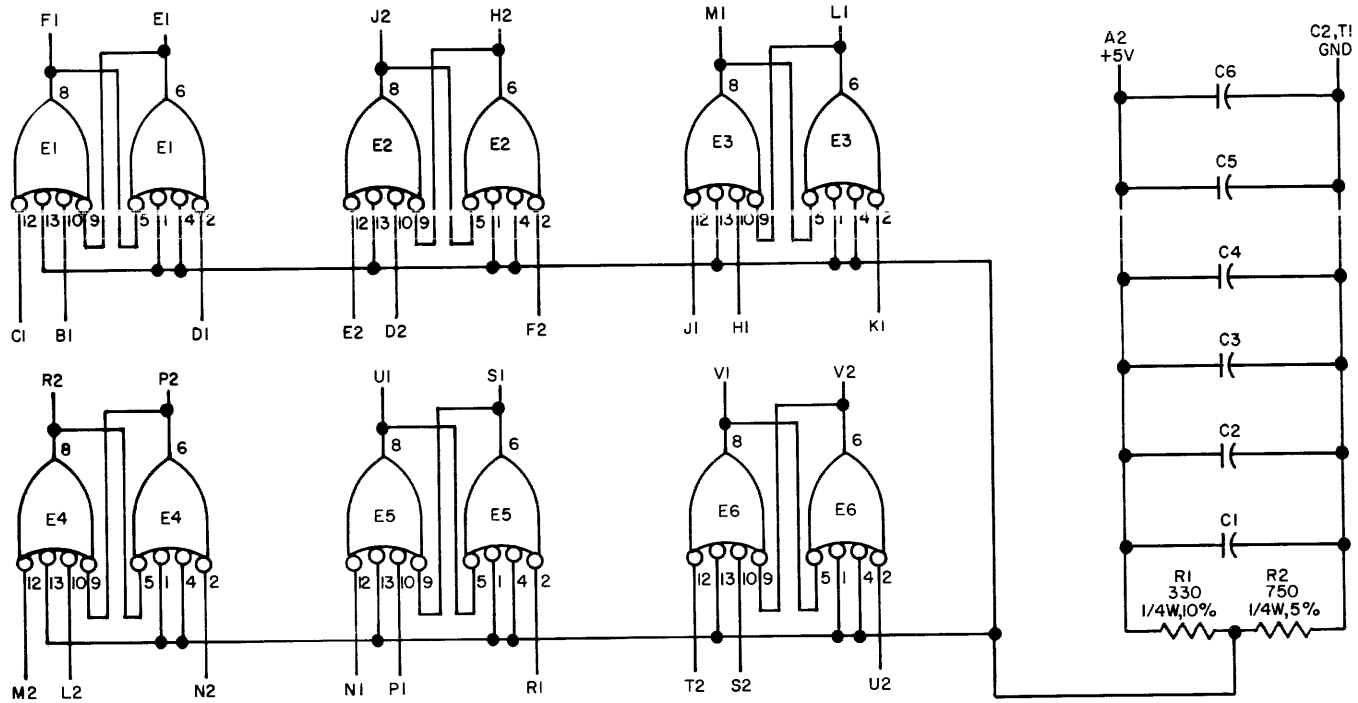 F1 E1 J2 H2 M1 L1
A2 +5V
C2,T1 GND
8 6 8 6 8 6
E1 E1 E2 E2 E3 E3
12 13 10 9 5 1 4 2
12 13 10 9 5 1 4 2
12 13 10 9 5 1 4 2
C1 B1 D1 E2 D2 F2 J1 H1 K1
R2 P2 U1 S1 V1 V2
8 6 8 6 8 6
E4 E4 E5 E5 E6 E6
12 13 10 9 5 1 4 2
12 13 10 9 5 1 4 2
12 13 10 9 5 1 4 2
M2 L2 N2 N1 P1 R1 T2 S2 U2
C6
C5
C4
C3
C2
C1
R1
330
1/4W,10%
R2
750
1/4W,5%